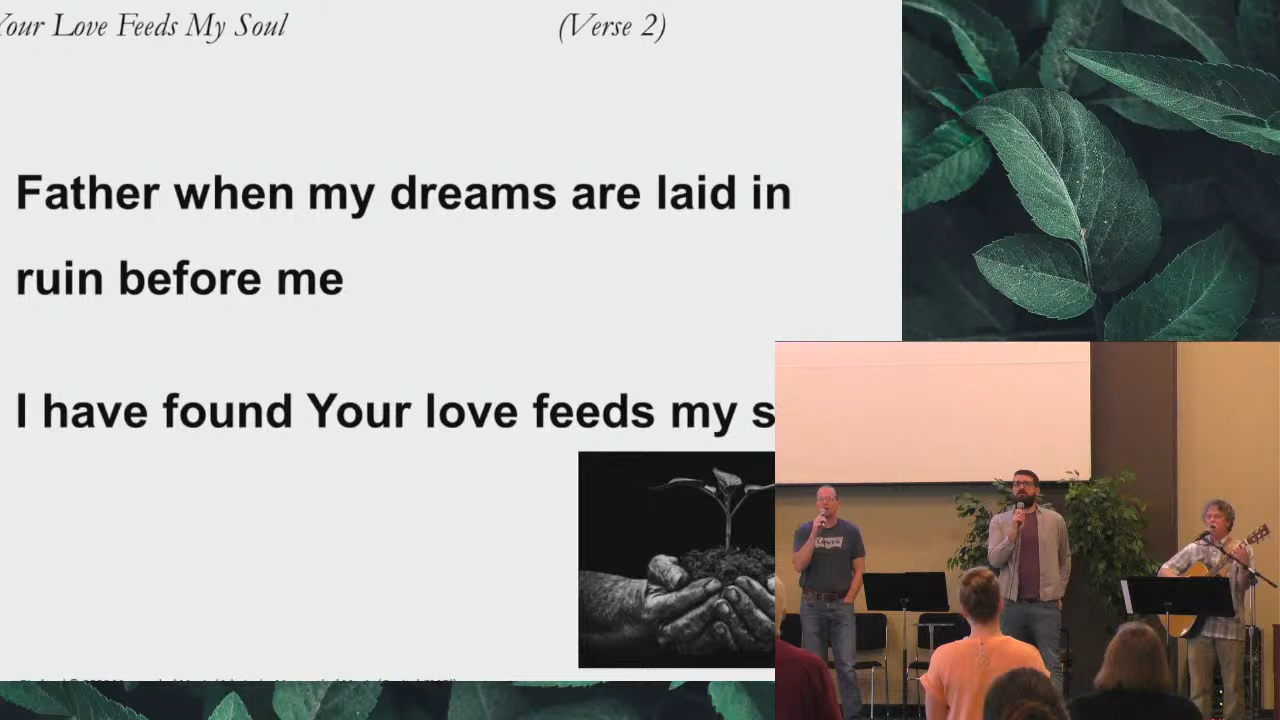 Your Love Feeds My Soul (Verse 2)
Father when my dreams are laid in
ruin before me
I have found Your love feeds my s